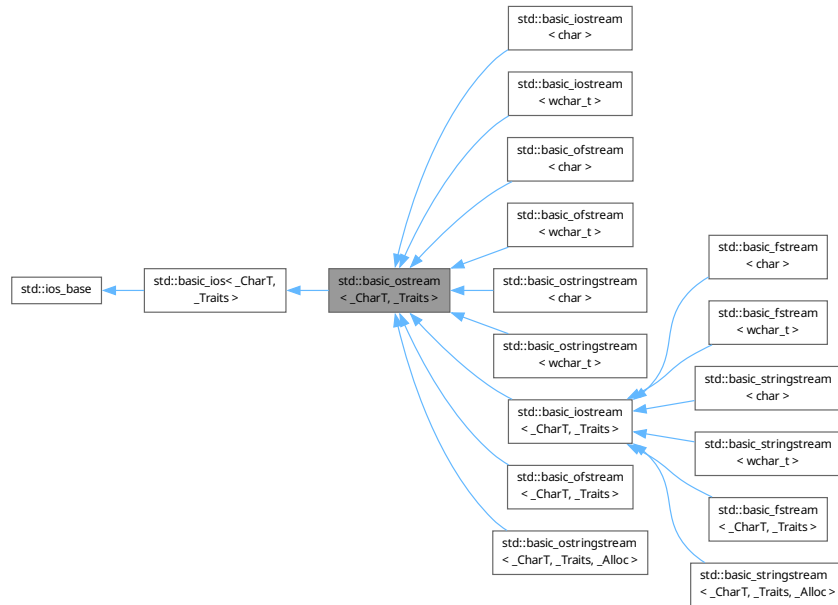 std::ios_base
std::basic_ios< _CharT,
_Traits >
std::basic_ostream
< _CharT, _Traits >
std::basic_iostream
< char >
std::basic_iostream
< wchar_t >
std::basic_ofstream
< char >
std::basic_ofstream
< wchar_t >
std::basic_ostringstream
< char >
std::basic_ostringstream
< wchar_t >
std::basic_iostream
< _CharT, _Traits >
std::basic_ofstream
< _CharT, _Traits >
std::basic_ostringstream
< _CharT, _Traits, _Alloc >
std::basic_fstream
< char >
std::basic_fstream
< wchar_t >
std::basic_stringstream
< char >
std::basic_stringstream
< wchar_t >
std::basic_fstream
< _CharT, _Traits >
std::basic_stringstream
< _CharT, _Traits, _Alloc >